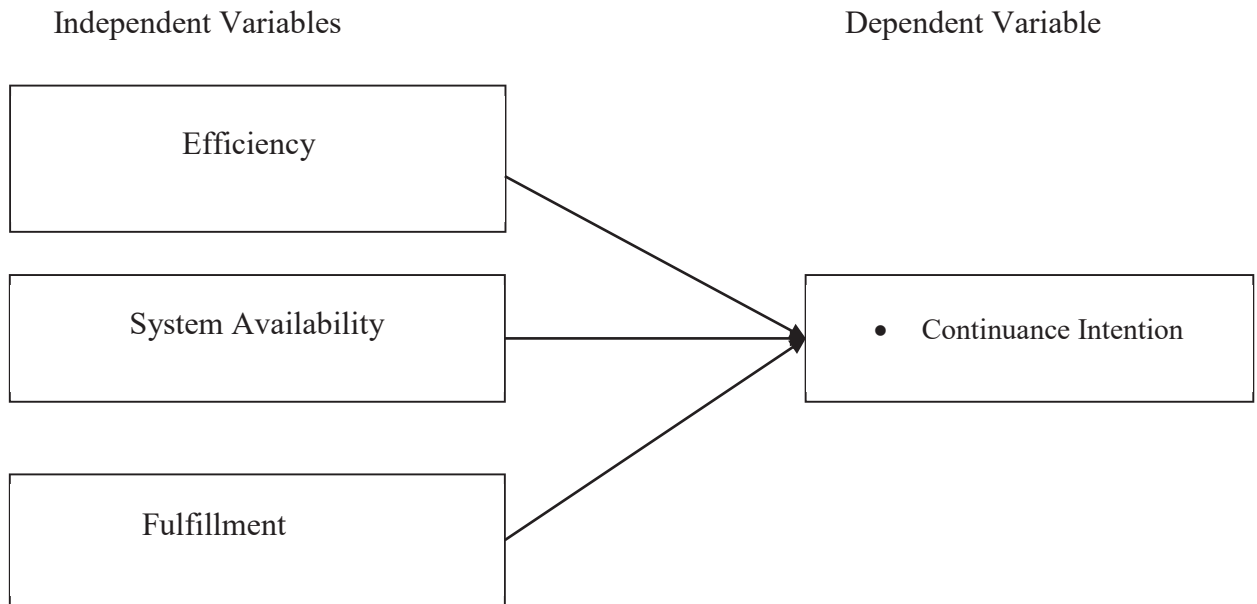 Independent Variables
Dependent Variable
Efficiency
System Availability
• Continuance Intention
Fulfillment